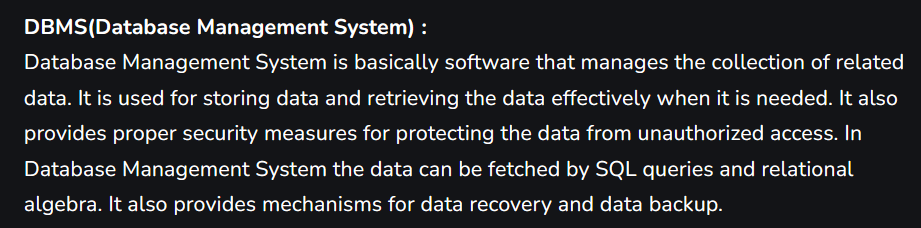 DBMS(Database Management System) :
Database Management System is basically software that manages the collection of related
data. It is used for storing data and retrieving the data effectively when it is needed. It also
provides proper security measures for protecting the data from unauthorized access. In
Database Management System the data can be fetched by SQL queries and relational
algebra. It also provides mechanisms for data recovery and data backup.